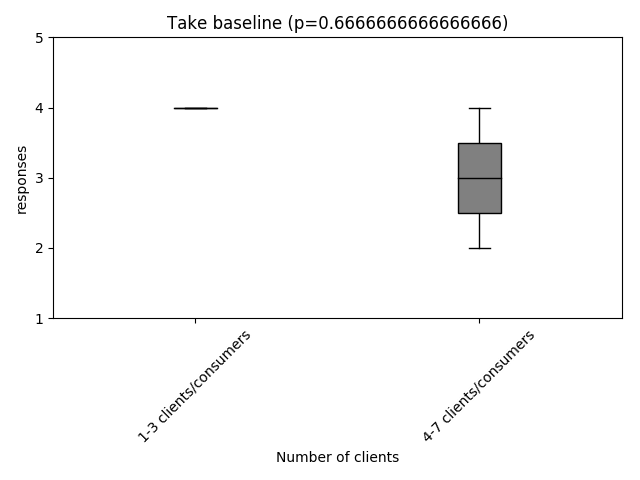 Take baseline (p=0.6666666666666666)
responses
5
4
3
2
1
1-3 clients/consumers
4-7 clients/consumers
Number of clients